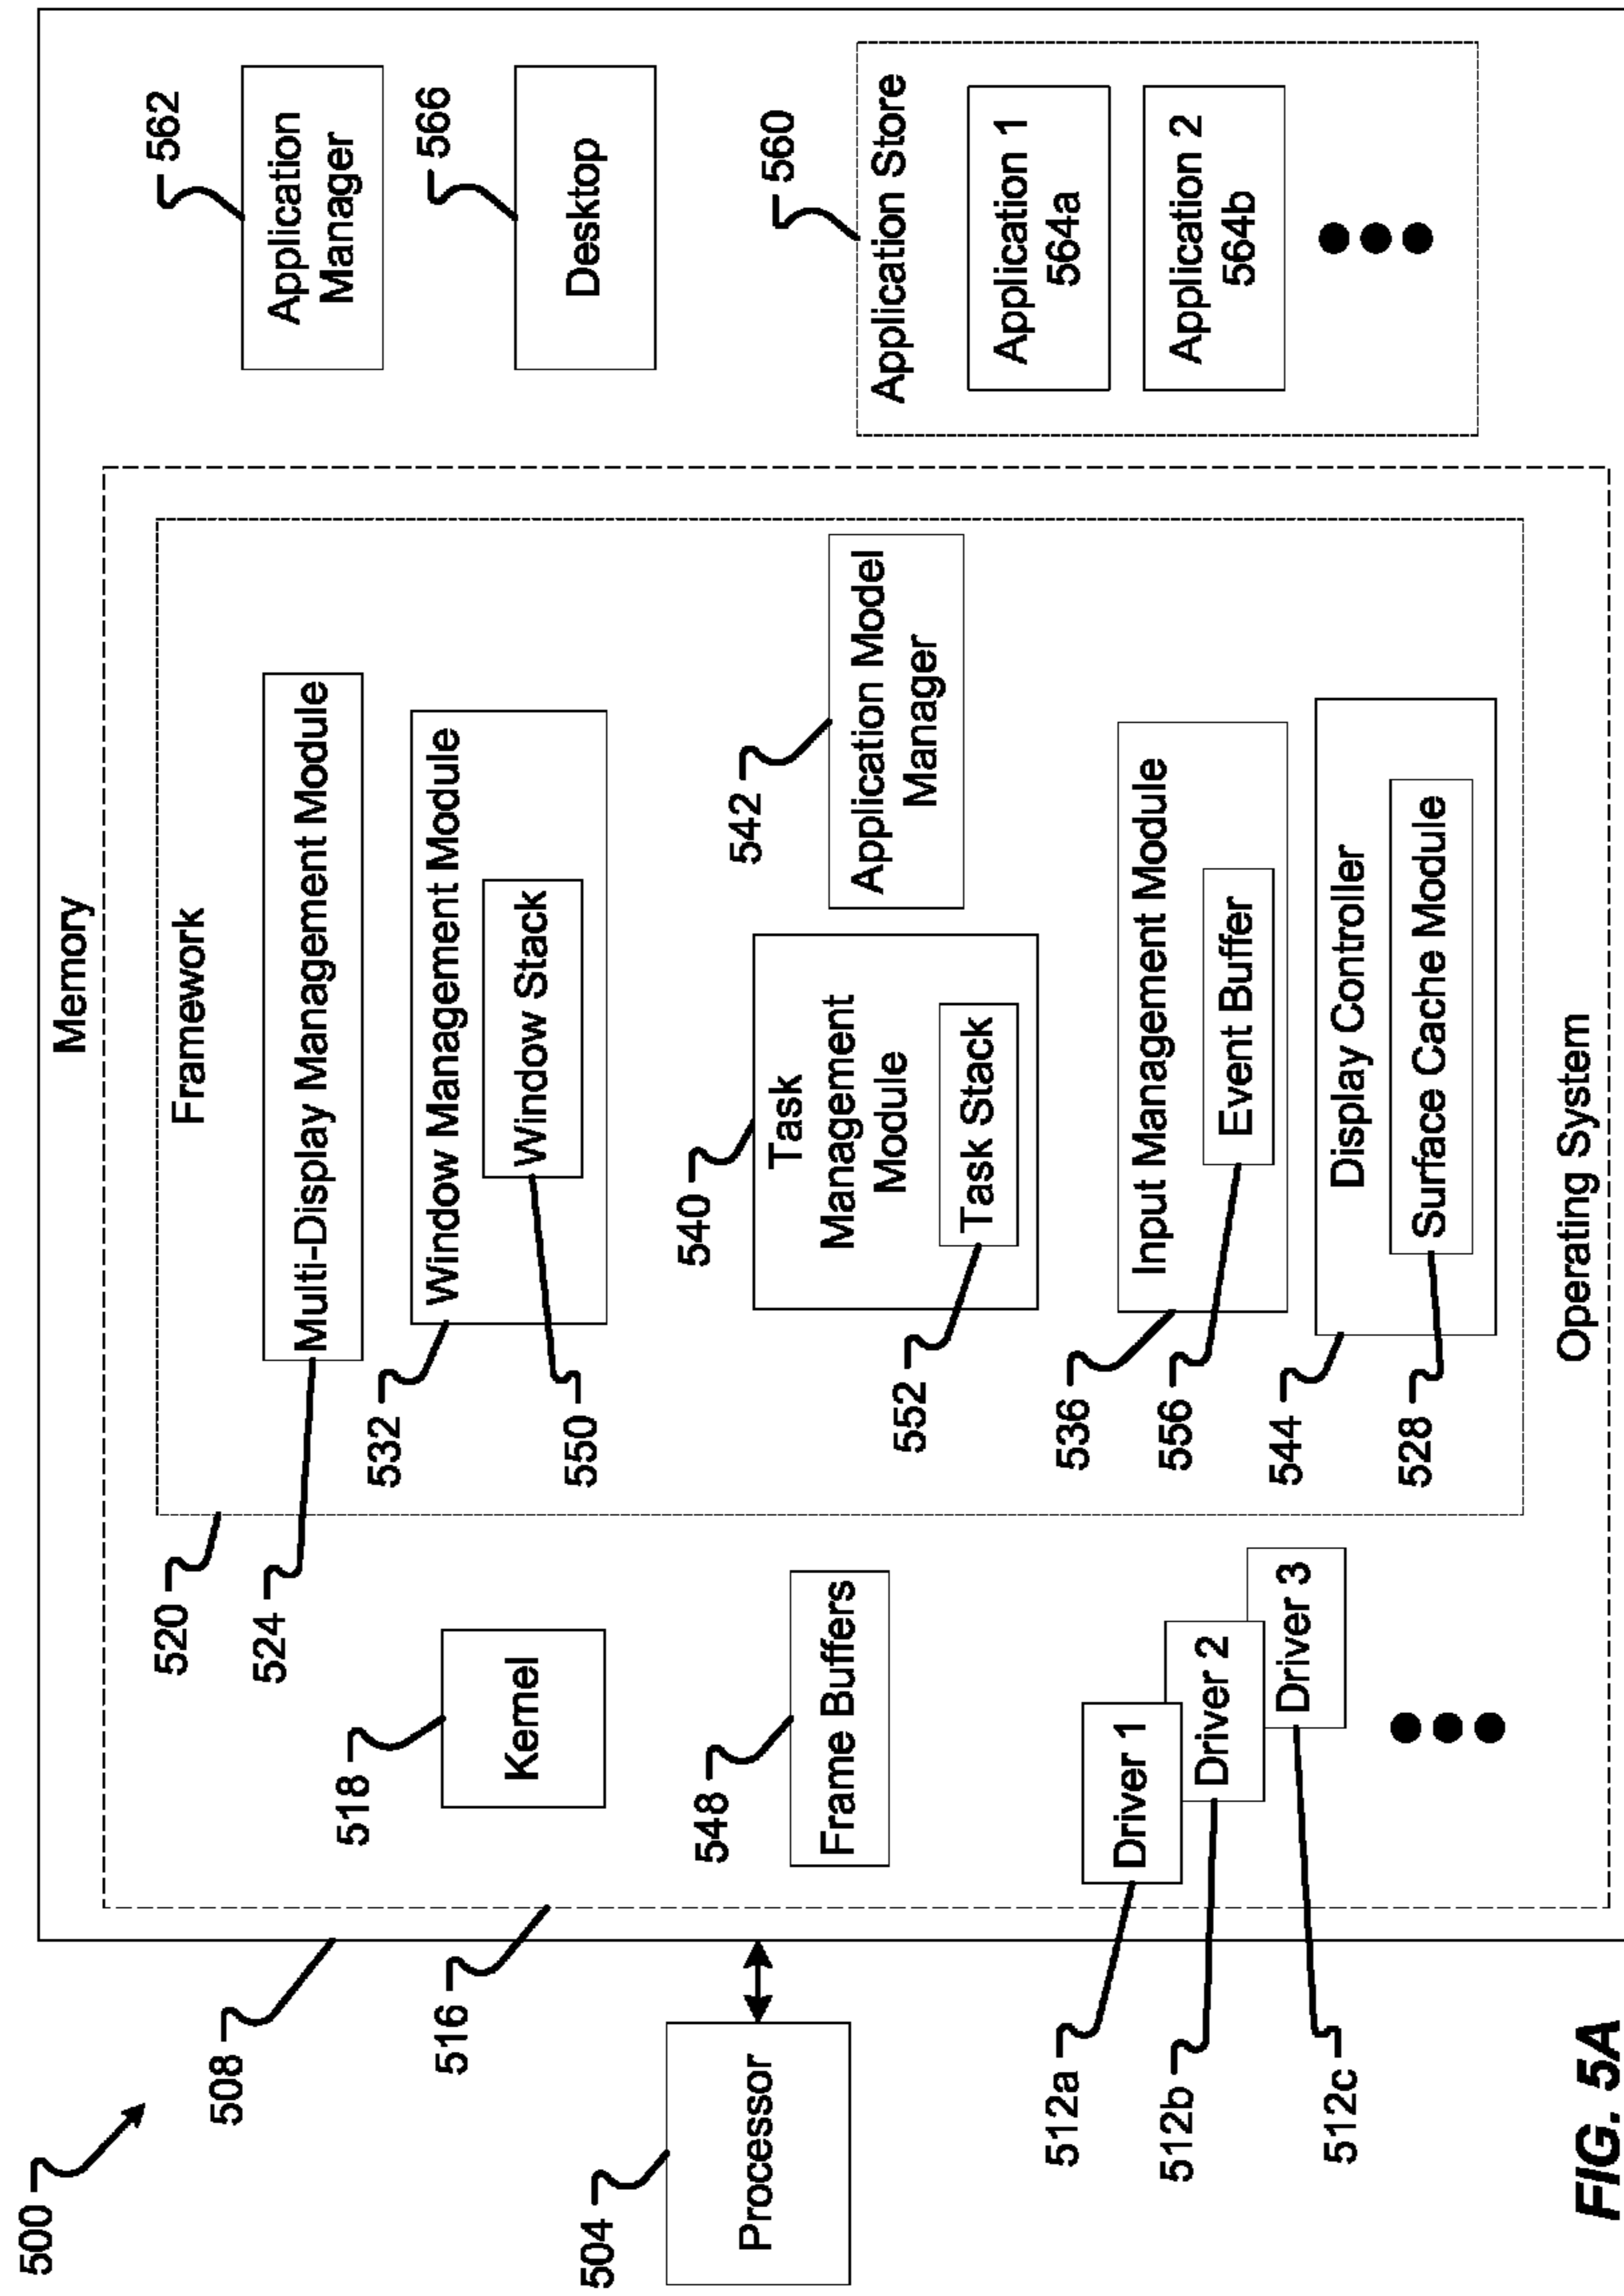 500
508
Memory
516
Operating System
520
Framework
524
Multi-Display Management Module
532
Window Management Module
550
Window Stack
540
Task
Management
Module
552
Task Stack
542
Application Model
Manager
536
Input Management Module
556
Event Buffer
544
Display Controller
528
Surface Cache Module
518
Kernel
548
Frame Buffers
512a
Driver 1
512b
Driver 2
512c
Driver 3
504
Processor
562
Application
Manager
566
Desktop
560
Application Store
Application 1
564a
Application 2
564b
FIG. 5A